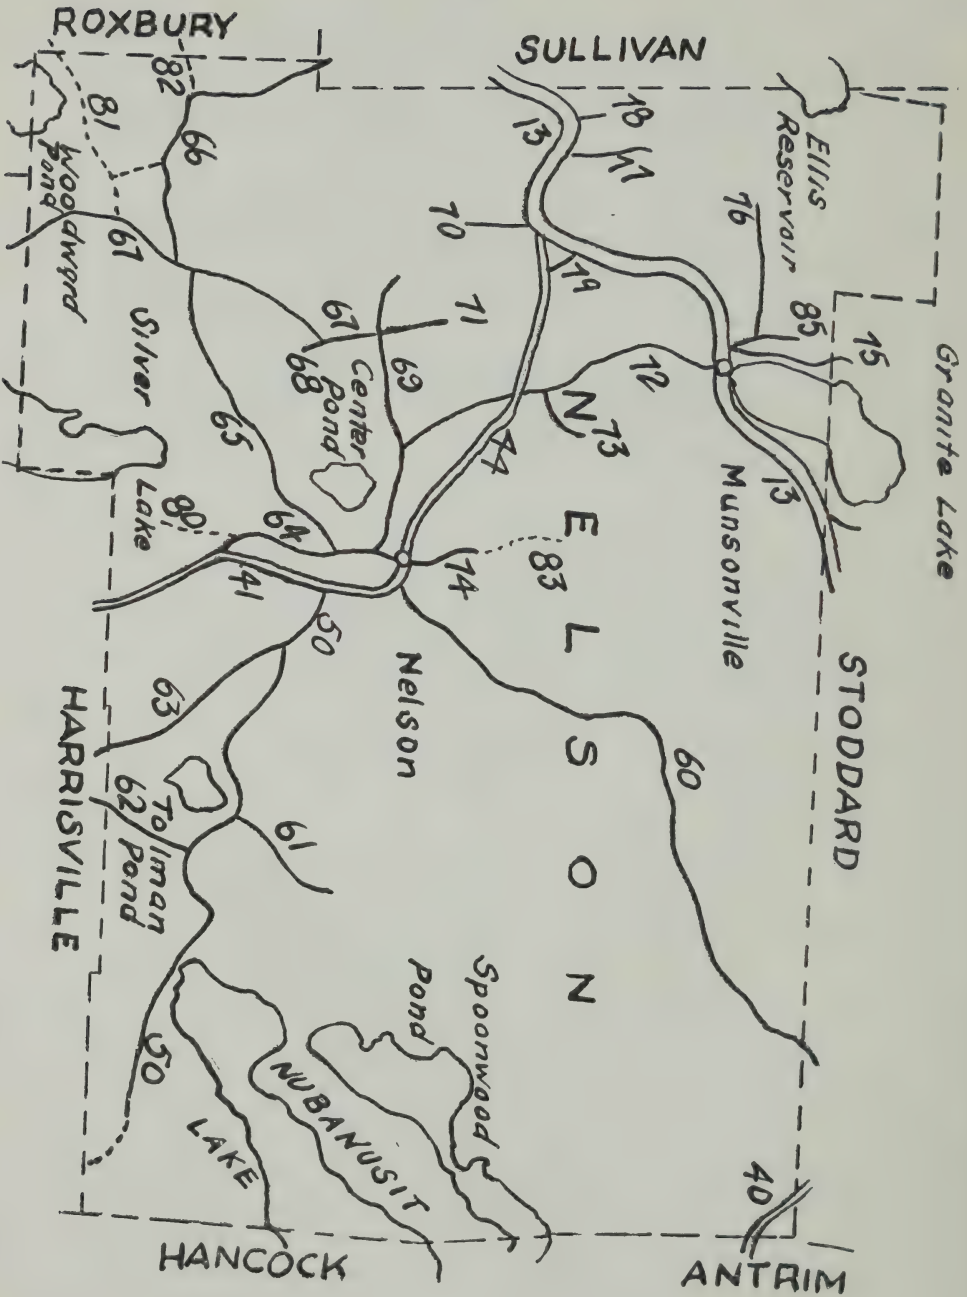 Granite Lake
STODDARD
ANTRIM
Ellis
Reservoir
76
85
75
Munsonville
13
60
40
SULLIVAN
78
77
13
79
72
73
NELSON
70
71
44
83
74
Nelson
Spoonwood
Pond
67
69
68
Center
Pond
NUBANUSIT
LAKE
HANCOCK
ROXBURY
82
66
65
64
80
41
50
63
61
62
Tolman
Pond
50
81
67
Woodward
Pond
Silver
Lake
HARRISVILLE